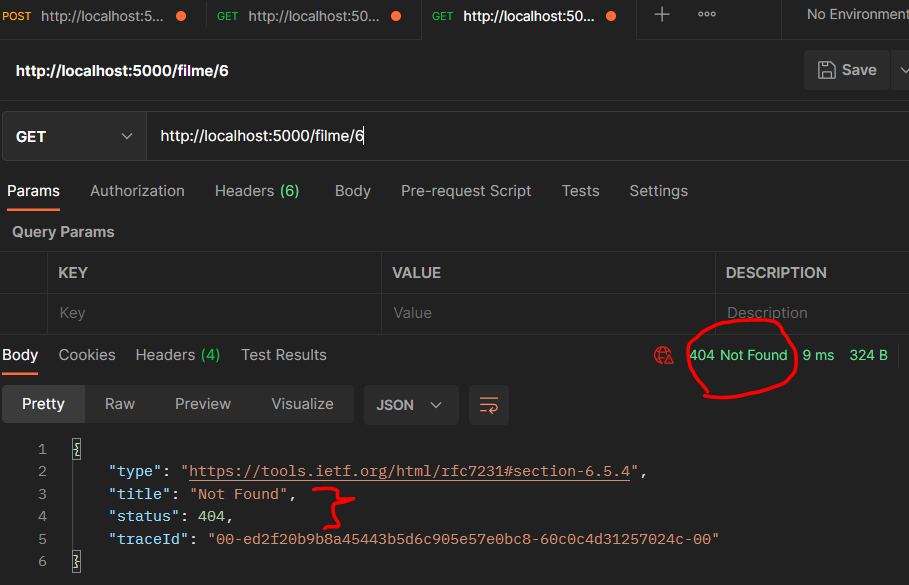 POST http://localhost:5... GET http://localhost:50... GET http://localhost:50... + ooo No Environment
http://localhost:5000/filme/6 Save
GET http://localhost:5000/filme/6
Params Authorization Headers (6) Body Pre-request Script Tests Settings
Query Params
KEY VALUE DESCRIPTION
Key Value Description
Body Cookies Headers (4) Test Results 404 Not Found 9 ms 324 B
Pretty Raw Preview Visualize JSON
1 {
2 "type": "https://tools.ietf.org/html/rfc7231#section-6.5.4",
3 "title": "Not Found",
4 "status": 404,
5 "traceId": "00-ed2f20b9b8a45443b5d6c905e57e0bc8-60c0c4d31257024c-00"
6 }